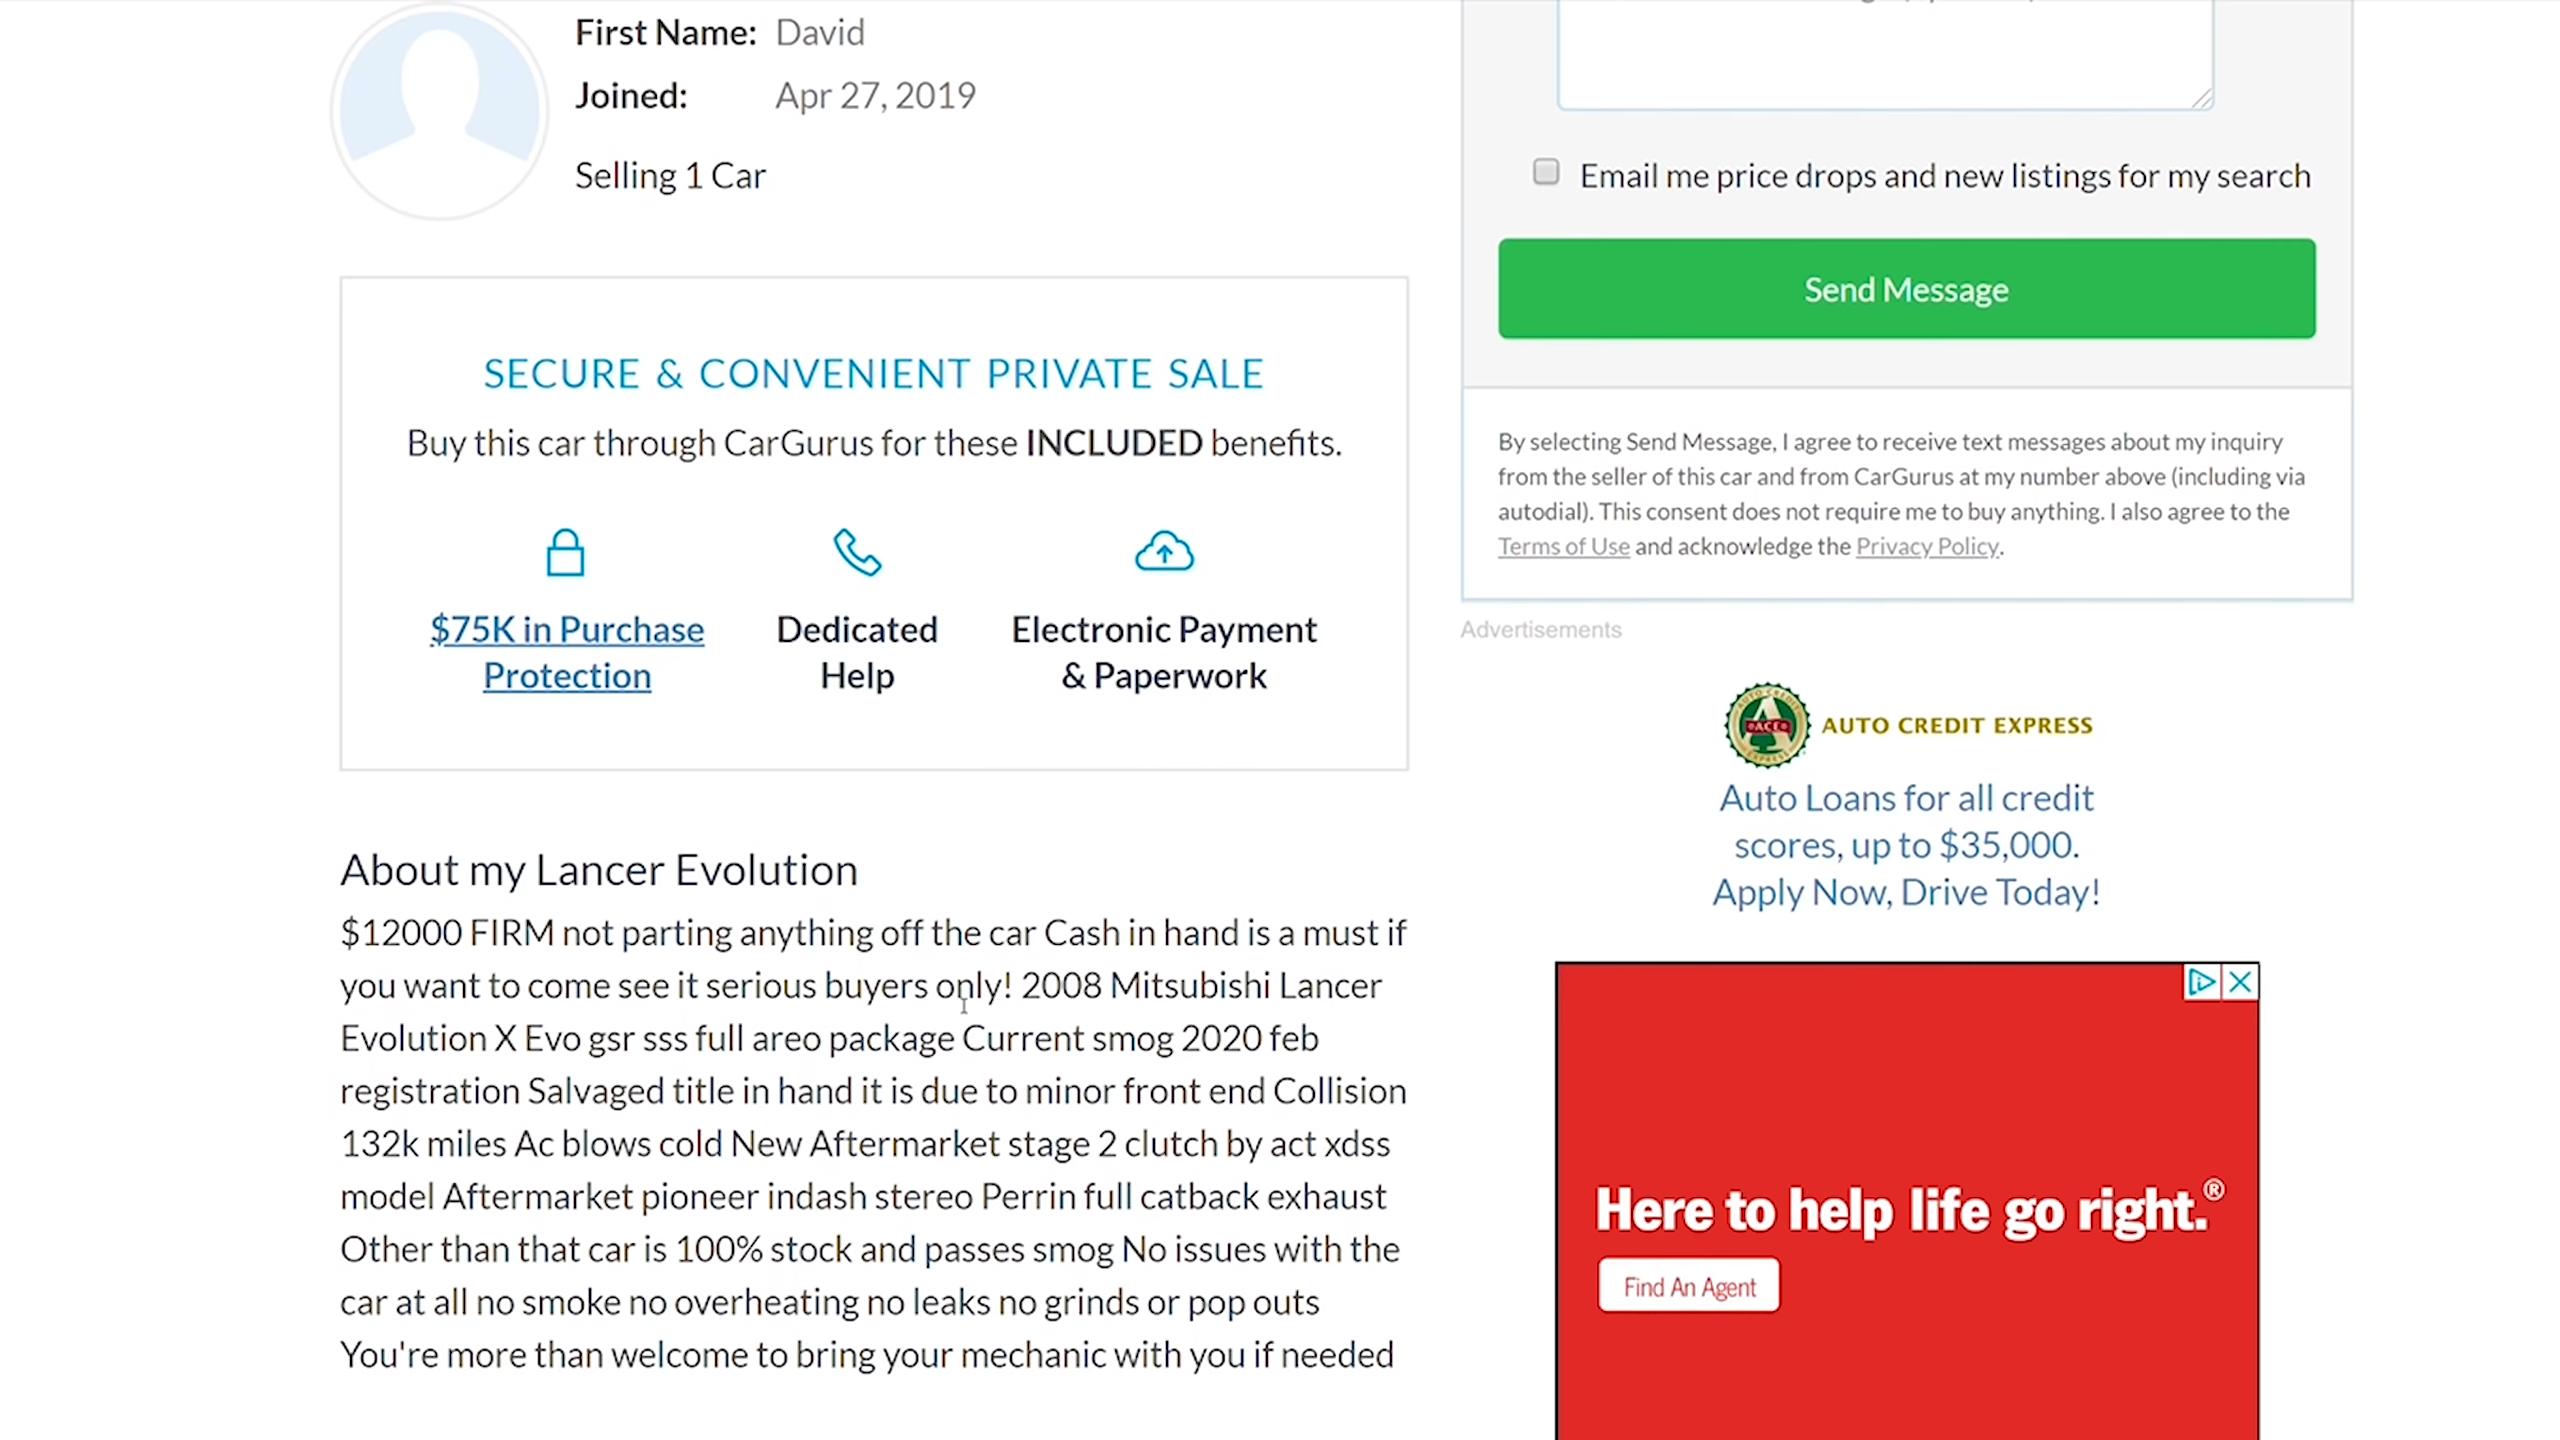 First Name: David
Joined: Apr 27, 2019
Selling 1 Car
SECURE & CONVENIENT PRIVATE SALE
Buy this car through CarGurus for these INCLUDED benefits.
$75K in Purchase
Protection
Dedicated
Help
Electronic Payment
& Paperwork
About my Lancer Evolution
$12000 FIRM not parting anything off the car Cash in hand is a must if
you want to come see it serious buyers only! 2008 Mitsubishi Lancer
Evolution X Evo gsr sss full areo package Current smog 2020 feb
registration Salvaged title in hand it is due to minor front end Collision
132k miles Ac blows cold New Aftermarket stage 2 clutch by act xdss
model Aftermarket pioneer indash stereo Perrin full catback exhaust
Other than that car is 100% stock and passes smog No issues with the
car at all no smoke no overheating no leaks no grinds or pop outs
You're more than welcome to bring your mechanic with you if needed
Email me price drops and new listings for my search
Send Message
By selecting Send Message, I agree to receive text messages about my inquiry
from the seller of this car and from CarGurus at my number above (including via
autodial). This consent does not require me to buy anything. I also agree to the
Terms of Use and acknowledge the Privacy Policy.
Advertisements
AUTO CREDIT EXPRESS
Auto Loans for all credit
scores, up to $35,000.
Apply Now, Drive Today!
Here to help life go right.®
Find An Agent